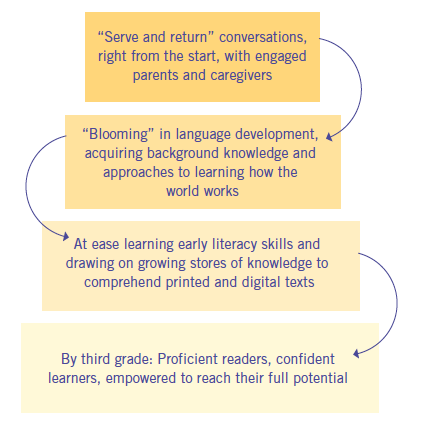 “Serve and return” conversations,
right from the start, with engaged
parents and caregivers
“Blooming” in language development,
acquiring background knowledge and
approaches to learning how the
world works
At ease learning early literacy skills and
drawing on growing stores of knowledge to
comprehend printed and digital texts
By third grade: Proficient readers, confident
learners, empowered to reach their full potential